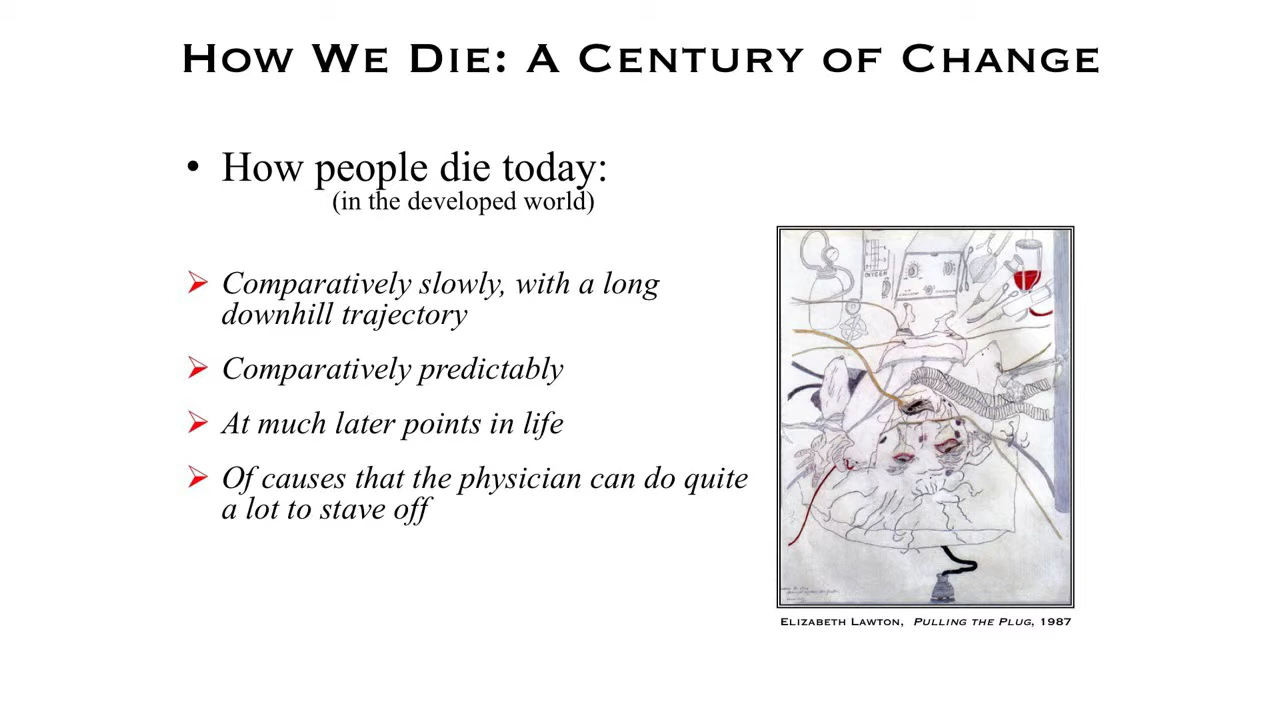 How We Die: A Century of Change
• How people die today:
(in the developed world)
➢ Comparatively slowly, with a long
downhill trajectory
➢ Comparatively predictably
➢ At much later points in life
➢ Of causes that the physician can do quite
a lot to stave off
Elizabeth Lawton, Pulling the Plug, 1987